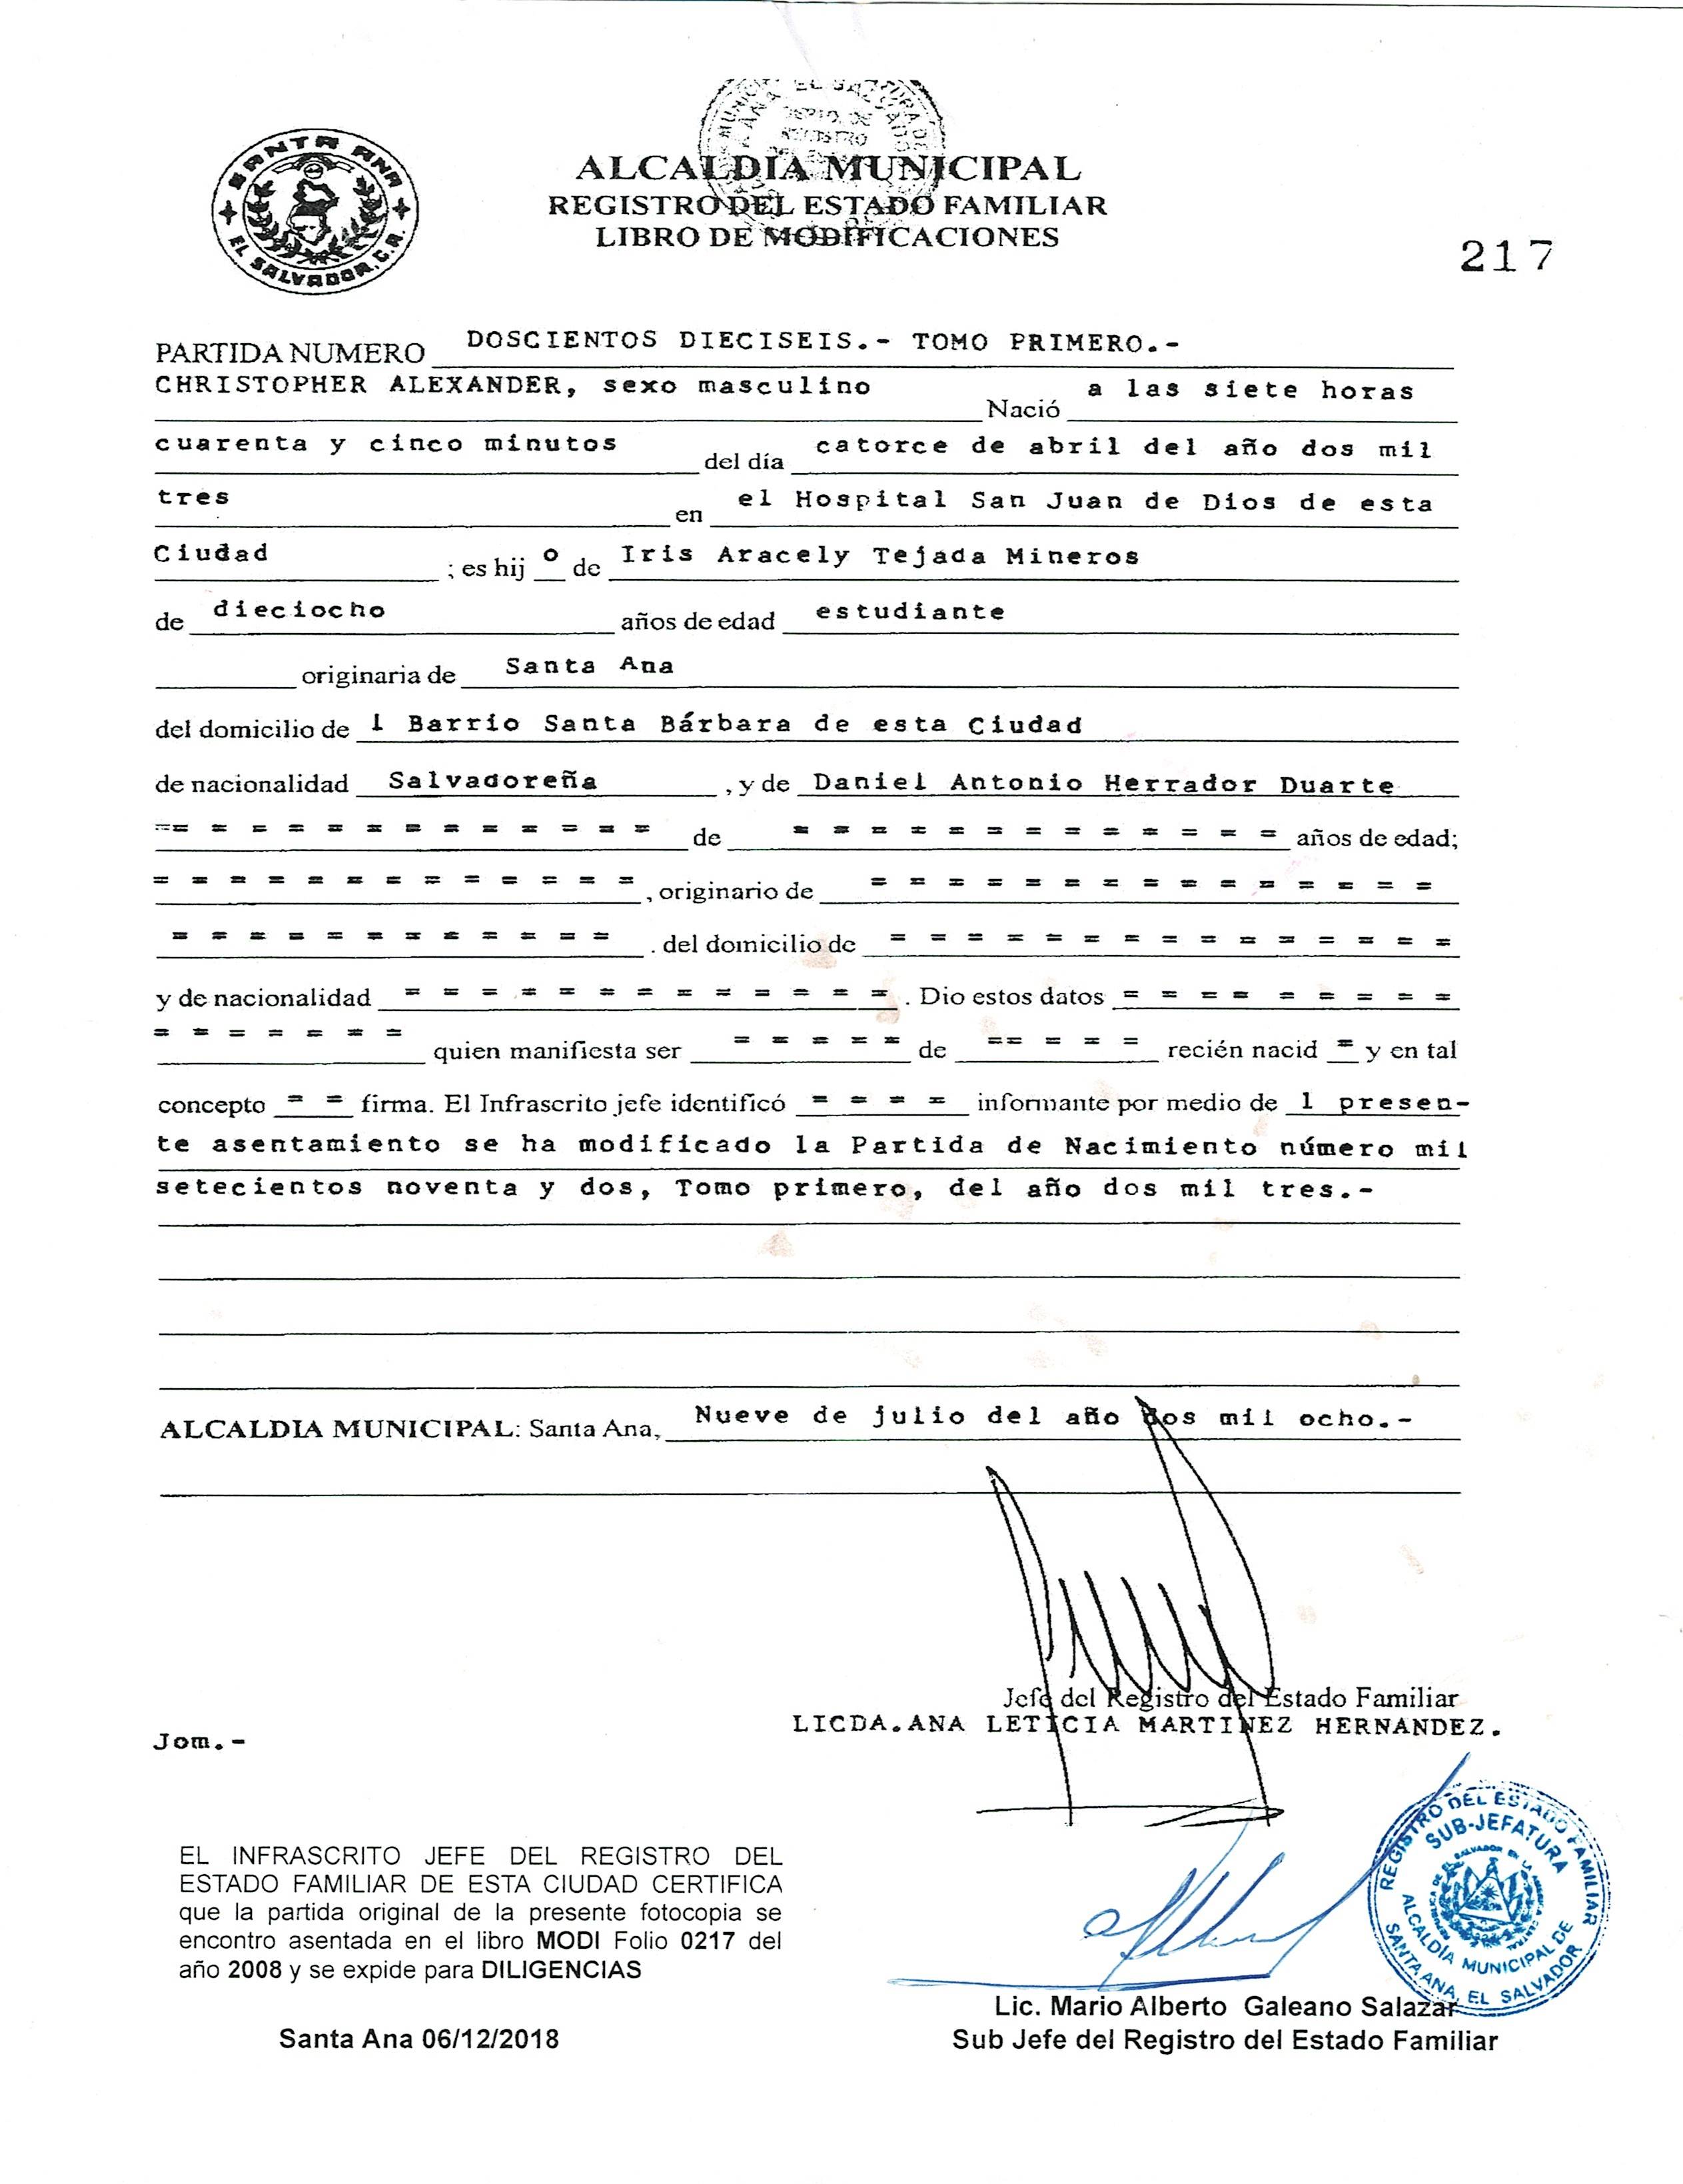 SANTA ANA
EL SALVADOR, C.A.
ALCALDIA MUNICIPAL
REGISTRO DEL ESTADO FAMILIAR
LIBRO DE MODIFICACIONES
217
PARTIDA NUMERO DOSCIENTOS DIECISEIS.- TOMO PRIMERO.-
CHRISTOPHER ALEXANDER, sexo masculino Nació a las siete horas
cuarenta y cinco minutos del día catorce de abril del año dos mil
tres en el Hospital San Juan de Dios de esta
Ciudad ; es hij o de Iris Aracely Tejada Mineros
de dieciocho años de edad estudiante
originaria de Santa Ana
del domicilio de l Barrio Santa Bárbara de esta Ciudad
de nacionalidad Salvadoreña , y de Daniel Antonio Herrador Duarte
= = = = = = = = = = = = = de = = = = = = = = = = = = = años de edad;
= = = = = = = = = = = = = , originario de = = = = = = = = = = = = = = =
= = = = = = = = = = = = . del domicilio de = = = = = = = = = = = = = = =
y de nacionalidad = = = = = = = = = = = = = . Dio estos datos = = = = = = = = =
= = = = = = = quien manifiesta ser = = = = = de == = = = recién nacid = y en tal
concepto = = firma. El Infrascrito jefe identificó = = = = informante por medio de l presen-
te asentamiento se ha modificado la Partida de Nacimiento número mil
setecientos noventa y dos, Tomo primero, del año dos mil tres.-
ALCALDIA MUNICIPAL: Santa Ana, Nueve de julio del año dos mil ocho.-
Jefe del Registro del Estado Familiar
LICDA.ANA LETICIA MARTINEZ HERNANDEZ.
Jom.-
EL INFRASCRITO JEFE DEL REGISTRO DEL
ESTADO FAMILIAR DE ESTA CIUDAD CERTIFICA
que la partida original de la presente fotocopia se
encontro asentada en el libro MODI Folio 0217 del
año 2008 y se expide para DILIGENCIAS
Santa Ana 06/12/2018
REGISTRO DEL ESTADO FAMILIAR
SUB-JEFATURA
ALCALDÍA MUNICIPAL DE
SANTA ANA, EL SALVADOR
Lic. Mario Alberto Galeano Salazar
Sub Jefe del Registro del Estado Familiar